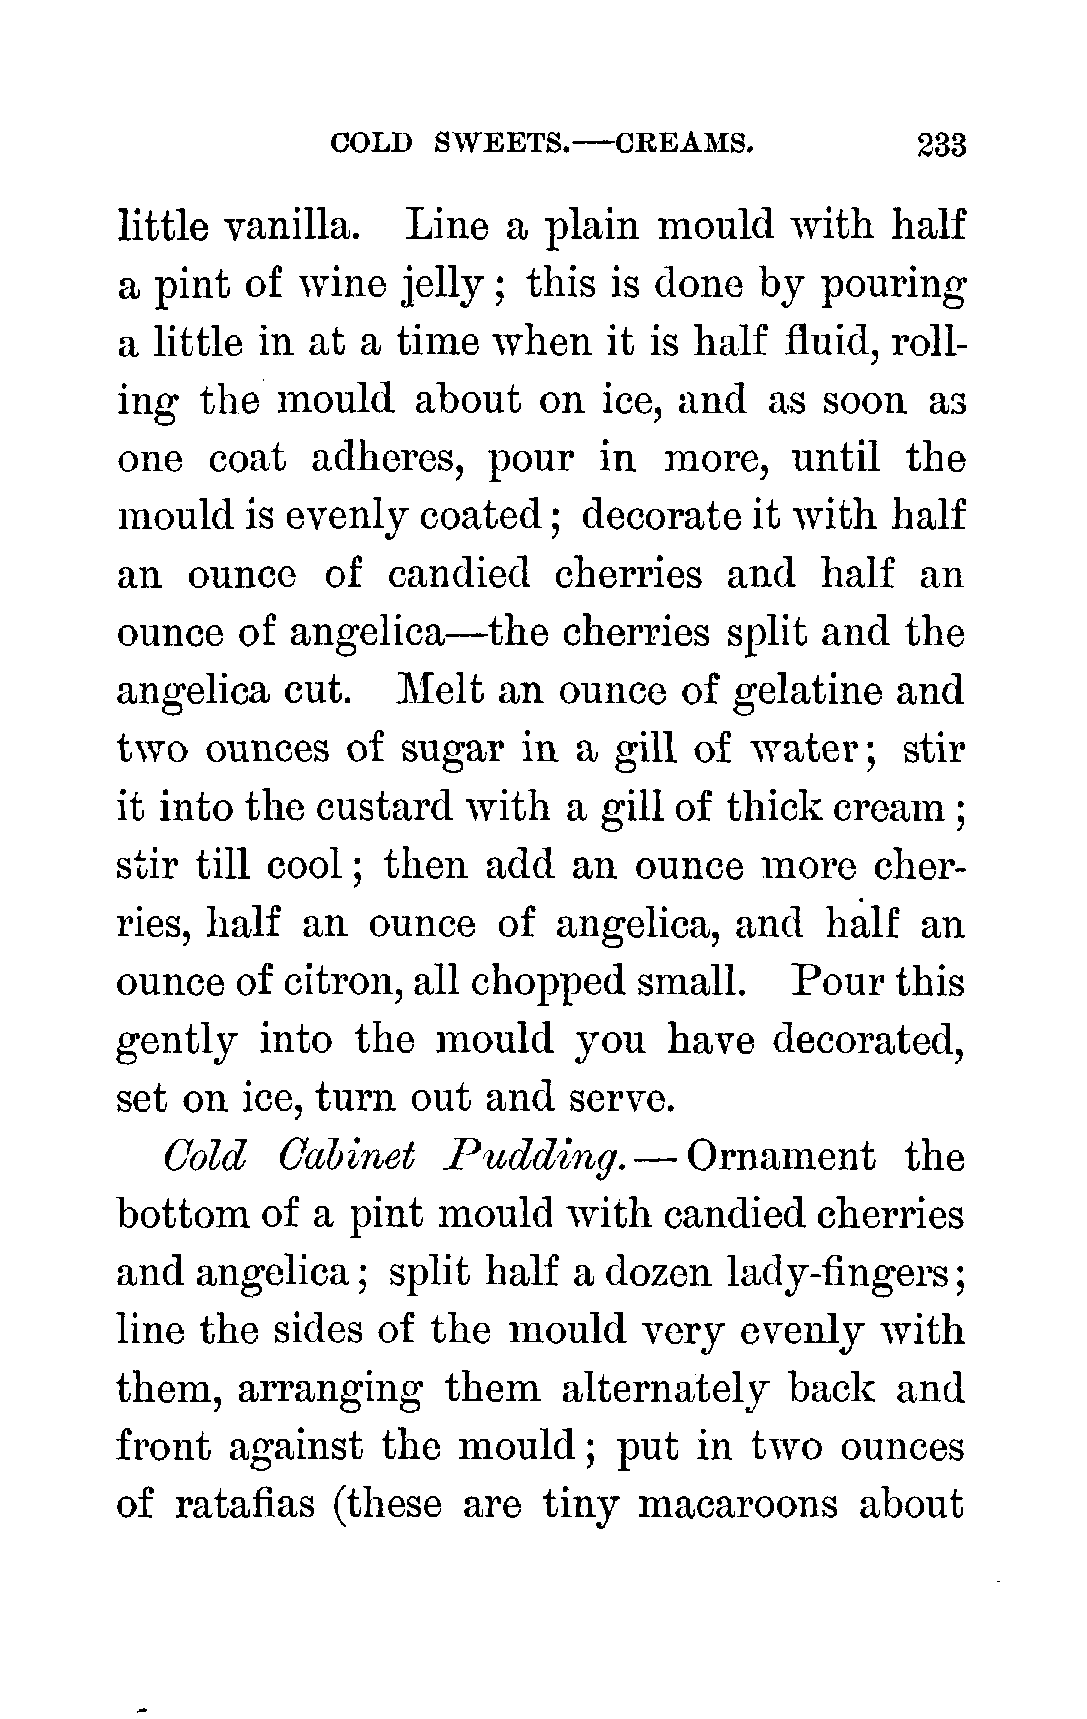 COLD SWEETS.—CREAMS. 233
little vanilla. Line a plain mould with half
a pint of wine jelly; this is done by pouring
a little in at a time when it is half fluid, roll-
ing the mould about on ice, and as soon as
one coat adheres, pour in more, until the
mould is evenly coated; decorate it with half
an ounce of candied cherries and half an
ounce of angelica—the cherries split and the
angelica cut. Melt an ounce of gelatine and
two ounces of sugar in a gill of water; stir
it into the custard with a gill of thick cream;
stir till cool; then add an ounce more cher-
ries, half an ounce of angelica, and half an
ounce of citron, all chopped small. Pour this
gently into the mould you have decorated,
set on ice, turn out and serve.
Cold Cabinet Pudding.—Ornament the
bottom of a pint mould with candied cherries
and angelica; split half a dozen lady-fingers;
line the sides of the mould very evenly with
them, arranging them alternately back and
front against the mould; put in two ounces
of ratafias (these are tiny macaroons about